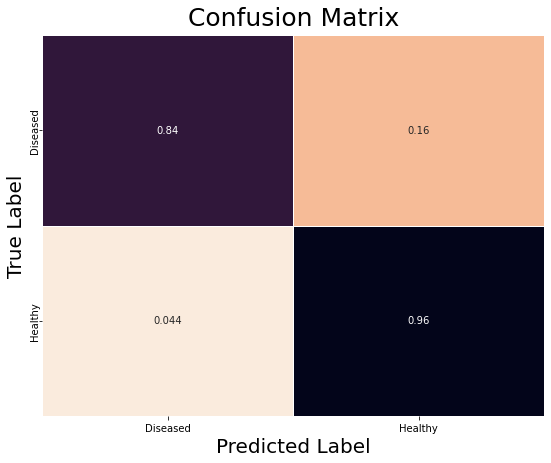 Confusion Matrix
True Label
Diseased
0.84
0.16
Healthy
0.044
0.96
Diseased
Healthy
Predicted Label